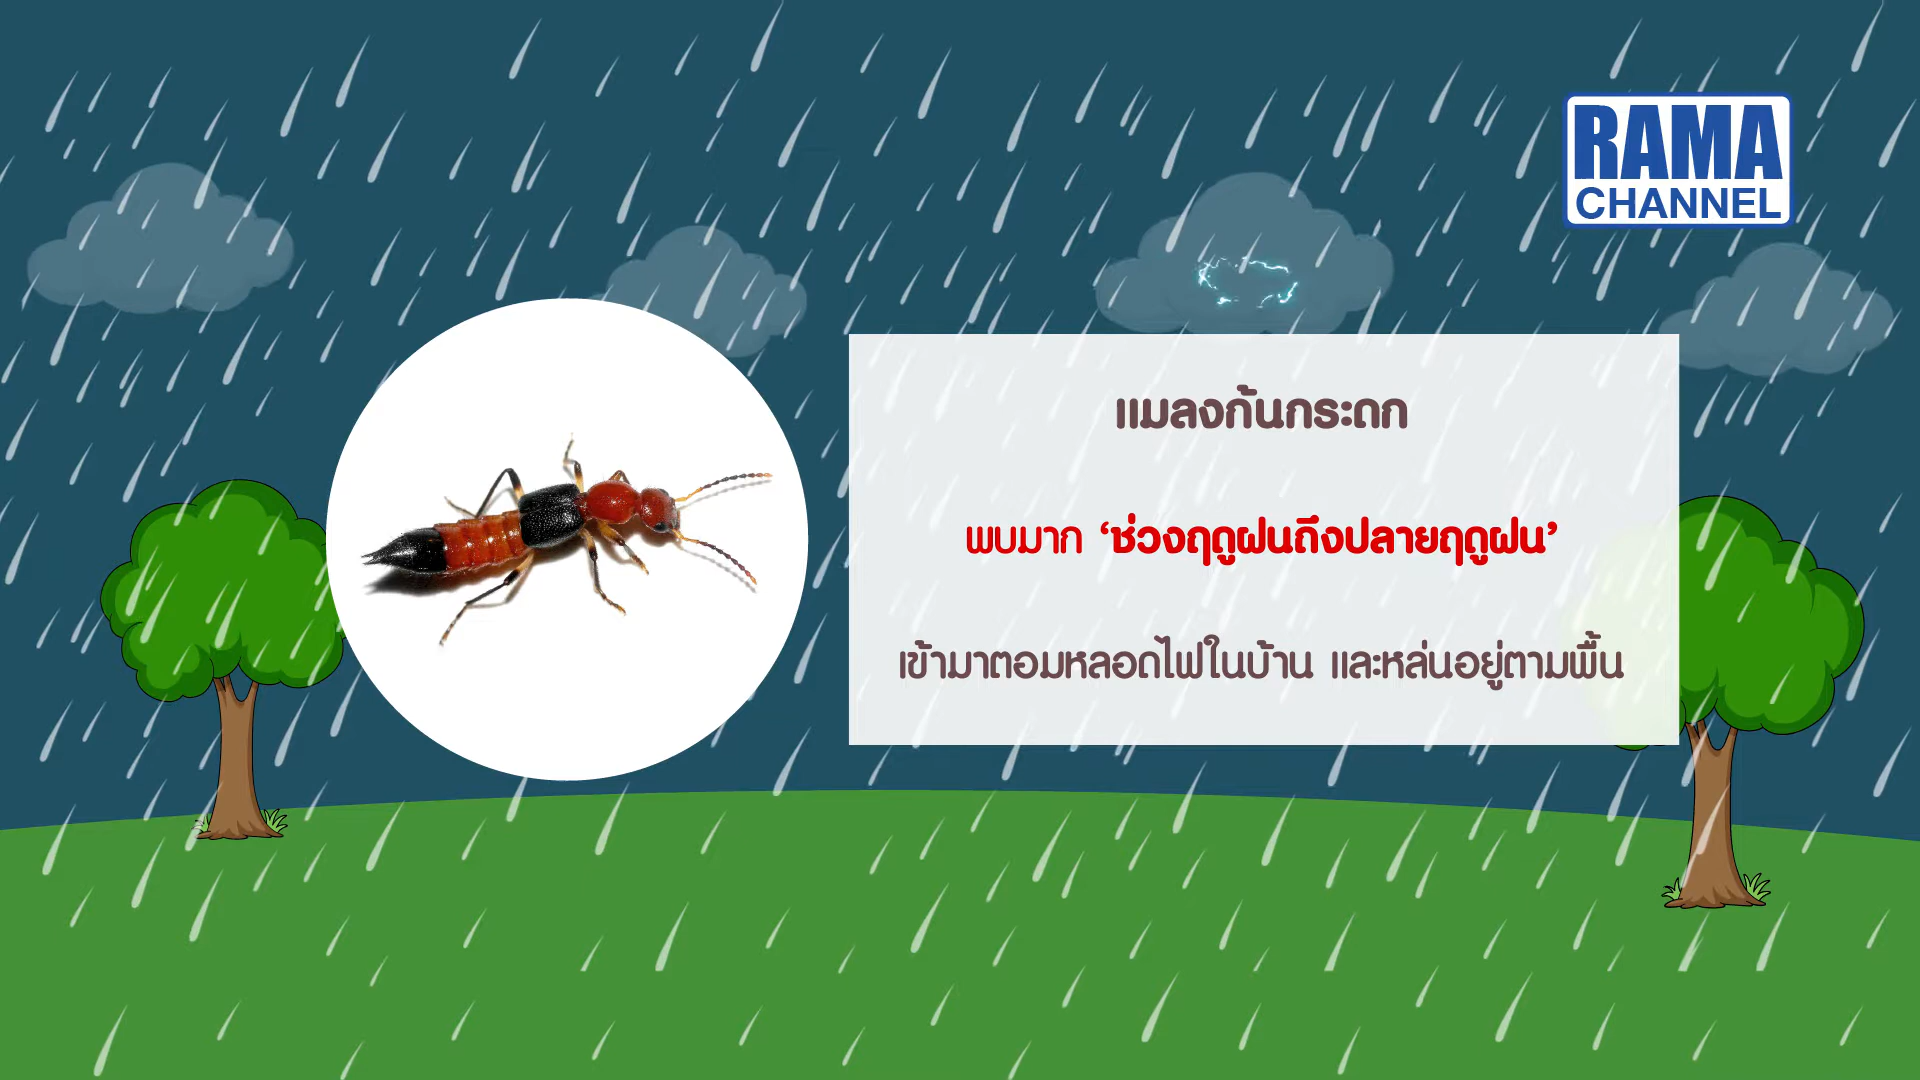 RAMA
CHANNEL
แมลงก้นกระดก
พบมาก ‘ช่วงฤดูฝนถึงปลายฤดูฝน’
เข้ามาตอมหลอดไฟในบ้าน และหล่นอยู่ตามพื้น